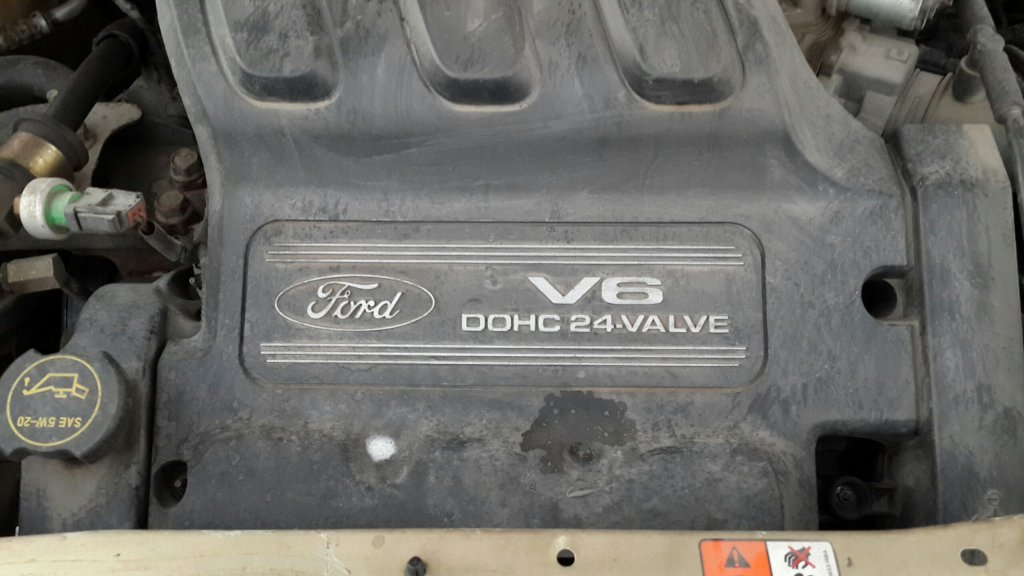 Ford
V6
DOHC 24-VALVE
SAE 5W-20